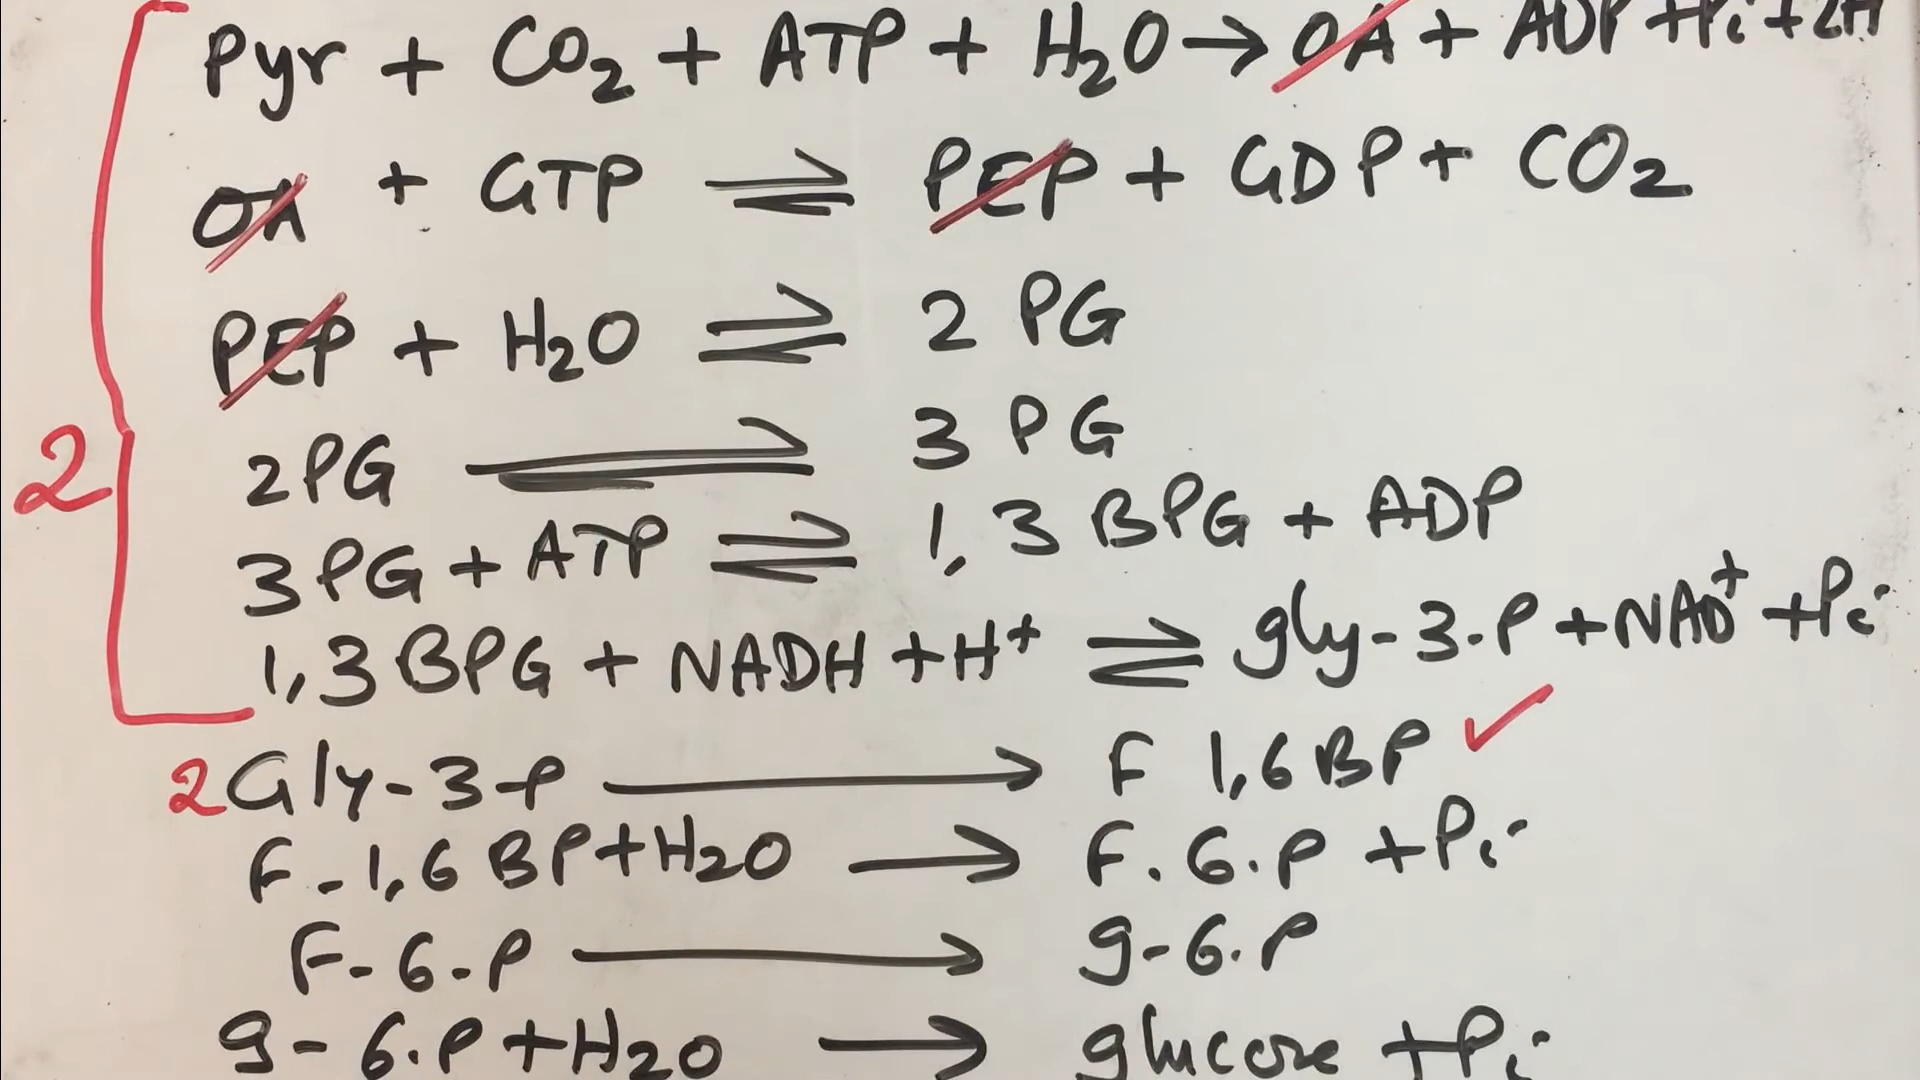 Pyr + CO2 + ATP + H2O → OA + ADP + Pi + 2H
OA + GTP ⇌ PEP + GDP + CO2
PEP + H2O ⇌ 2 PG
2PG ⇌ 3 PG
3PG + ATP ⇌ 1,3 BPG + ADP
2
1,3 BPG + NADH + H+ ⇌ gly-3-P + NAD+ + Pi
2 Gly-3-P → F 1,6 BP ✓
F-1,6 BP + H2O → F.6.P + Pi
F-6-P → g-6.P
g-6.P + H2O → glucose + Pi